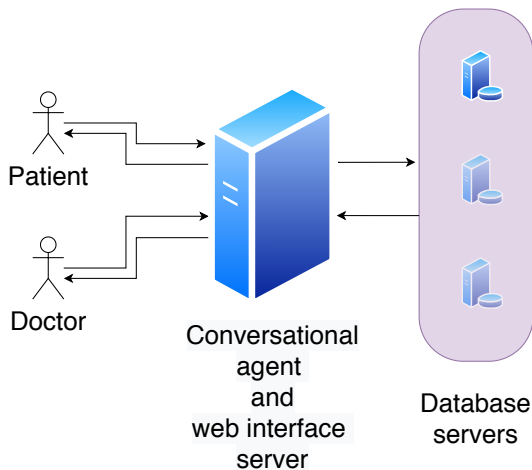 Patient
Doctor
Conversational
agent
and
web interface
server
Database
servers